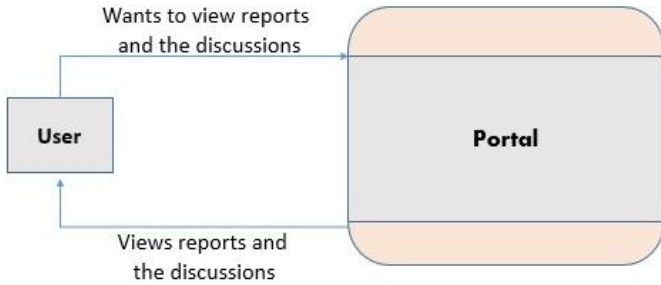 Wants to view reports
and the discussions
User
Portal
Views reports and
the discussions